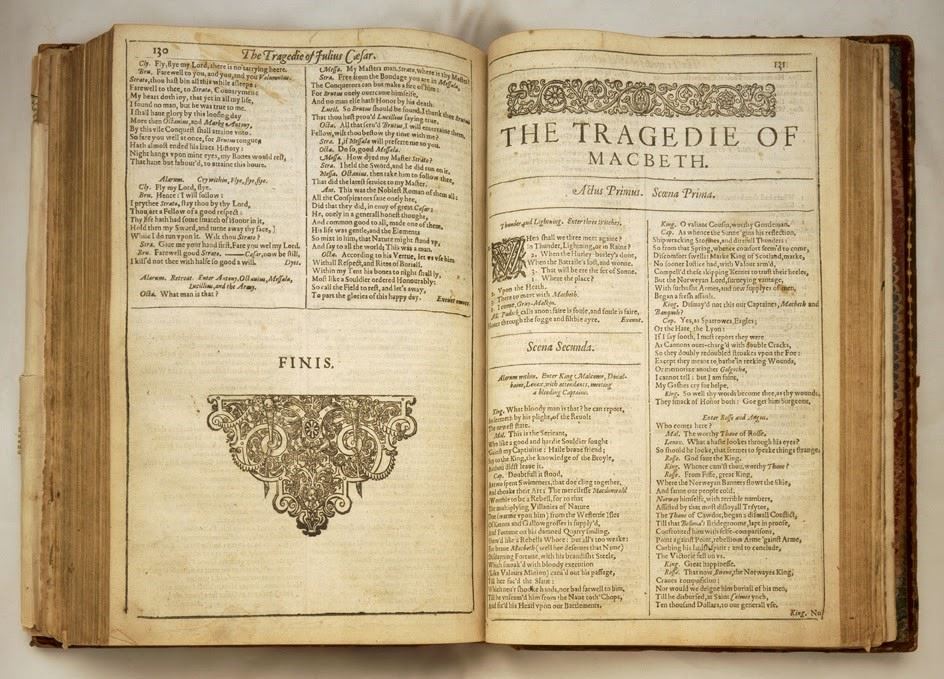 130
The Tragedie of Julius Cæsar.
Cly. Fly, flye my Lord, there is no tarrying heere.
Bru. Farewell to you, and you, and you Volumnius.
Strato, thou hast bin all this while asleepe:
Farewell to thee, to Strato, Countrymen:
My heart doth ioy, that yet in all my life,
I found no man, but he was true to me.
I shall haue glory by this loosing day
More then Octauius, and Marke Antony,
By this vile Conquest shall attaine vnto.
So fare you well at once, for Brutus tongue
Hath almost ended his liues History:
Night hangs vpon mine eyes, my Bones would rest,
That haue but labour'd, to attaine this houre.
Alarum. Cry within, Flye, flye, flye.
Cly. Fly my Lord, flye.
Bru. Hence: I will follow:
I prythee Strato, stay thou by thy Lord,
Thou art a Fellow of a good respect:
Thy life hath had some smatch of Honor in it,
Hold then my Sword, and turne away thy face,
While I do run vpon it. Wilt thou Strato?
Stra. Giue me your hand first. Fare you wel my Lord.
Bru. Farewell good Strato.——Cæsar, now be still,
I kill'd not thee with halfe so good a will. Dyes.
Alarum. Retreat. Enter Antony, Octauius, Messala,
Lucillius, and the Army.
Octa. What man is that?
Messa. My Masters man. Strato, where is thy Master?
Stra. Free from the Bondage you are in Messala,
The Conquerors can but make a fire of him:
For Brutus onely ouercame himselfe,
And no man else hath Honor by his death.
Lucil. So Brutus should be found. I thank thee Brutus
That thou hast prou'd Lucillius saying true.
Octa. All that seru'd Brutus, I will entertaine them.
Fellow, wilt thou bestow thy time with me?
Stra. I, if Messala will preferre me to you.
Octa. Do so, good Messala.
Messa. How dyed my Master Strato?
Stra. I held the Sword, and he did run on it.
Messa. Octauius, then take him to follow thee,
That did the latest seruice to my Master.
Ant. This was the Noblest Roman of them all:
All the Conspirators saue onely hee,
Did that they did, in enuy of great Cæsar:
He, onely in a generall honest thought,
And common good to all, made one of them.
His life was gentle, and the Elements
So mixt in him, that Nature might stand vp,
And say to all the world; This was a man.
Octa. According to his Vertue, let vs vse him
Withall Respect, and Rites of Buriall.
Within my Tent his bones to night shall ly,
Most like a Souldier ordered Honourably:
So call the Field to rest, and let's away,
To part the glories of this happy day. Exeunt omnes.
FINIS.
131
THE TRAGEDIE OF
MACBETH.
Actus Primus. Scœna Prima.
Thunder and Lightning. Enter three Witches.
WHen shall we three meet againe?
In Thunder, Lightning, or in Raine?
2. When the Hurley-burley's done,
When the Battaile's lost, and wonne.
3. That will be ere the set of Sunne.
Where the place?
2. Vpon the Heath.
3. There to meet with Macbeth.
I come, Gray-Malkin.
All. Padock calls anon: faire is foule, and foule is faire,
Houer through the fogge and filthie ayre. Exeunt.
Scena Secunda.
Alarum within. Enter King Malcome, Donal-
baine, Lenox, with attendants, meeting
a bleeding Captaine.
King. What bloody man is that? he can report,
As seemeth by his plight, of the Reuolt
The newest state.
Mal. This is the Serieant,
Who like a good and hardie Souldier fought
'Gainst my Captiuitie: Haile braue friend;
Say to the King, the knowledge of the Broyle,
As thou didst leaue it.
Cap. Doubtfull it stood,
As two spent Swimmers, that doe cling together,
And choake their Art: The mercilesse Macdonwald
(Worthie to be a Rebell, for to that
The multiplying Villanies of Nature
Doe swarme vpon him) from the Westerne Isles
Of Kernes and Gallowgrosses is supply'd,
And Fortune on his damned Quarry smiling,
Shew'd like a Rebells Whore: but all's too weake:
For braue Macbeth (well hee deserues that Name)
Disdayning Fortune, with his brandisht Steele,
Which smoak'd with bloody execution
(Like Valours Minion) caru'd out his passage,
Till hee fac'd the Slaue:
Which neu'r shooke hands, nor bad farwell to him,
Till he vnseam'd him from the Naue toth' Chops,
And fix'd his Head vpon our Battlements.
King. O valiant Cousin, worthy Gentleman.
Cap. As whence the Sunne 'gins his reflection,
Shipwracking Stormes, and direfull Thunders:
So from that Spring, whence comfort seem'd to come,
Discomfort swells: Marke King of Scotland, marke,
No sooner Iustice had, with Valour arm'd,
Compell'd these skipping Kernes to trust their heeles,
But the Norweyan Lord, surueying vantage,
With furbusht Armes, and new supplyes of men,
Began a fresh assault.
King. Dismay'd not this our Captaines, Macbeth and
Banquoh?
Cap. Yes, as Sparrowes, Eagles;
Or the Hare, the Lyon:
If I say sooth, I must report they were
As Cannons ouer-charg'd with double Cracks,
So they doubly redoubled stroakes vpon the Foe:
Except they meant to bathe in reeking Wounds,
Or memorize another Golgotha,
I cannot tell: but I am faint,
My Gashes cry for helpe.
King. So well thy words become thee, as thy wounds,
They smack of Honor both: Goe get him Surgeons.
Enter Rosse and Angus.
Who comes here?
Mal. The worthy Thane of Rosse.
Lenox. What a haste lookes through his eyes?
So should he looke, that seemes to speake things strange.
Rosse. God saue the King.
King. Whence cam'st thou, worthy Thane?
Rosse. From Fiffe, great King,
Where the Norweyan Banners flowt the Skie,
And fanne our people cold.
Norway himselfe, with terrible numbers,
Assisted by that most disloyall Traytor,
The Thane of Cawdor, began a dismall Conflict,
Till that Bellona's Bridegroome, lapt in proofe,
Confronted him with selfe-comparisons,
Point against Point, rebellious Arme 'gainst Arme,
Curbing his lauish spirit: and to conclude,
The Victorie fell on vs.
King. Great happinesse.
Rosse. That now Sweno, the Norwayes King,
Craues composition:
Nor would we deigne him buriall of his men,
Till he disbursed, at Saint Colmes ynch,
Ten thousand Dollars, to our generall vse.
King. No